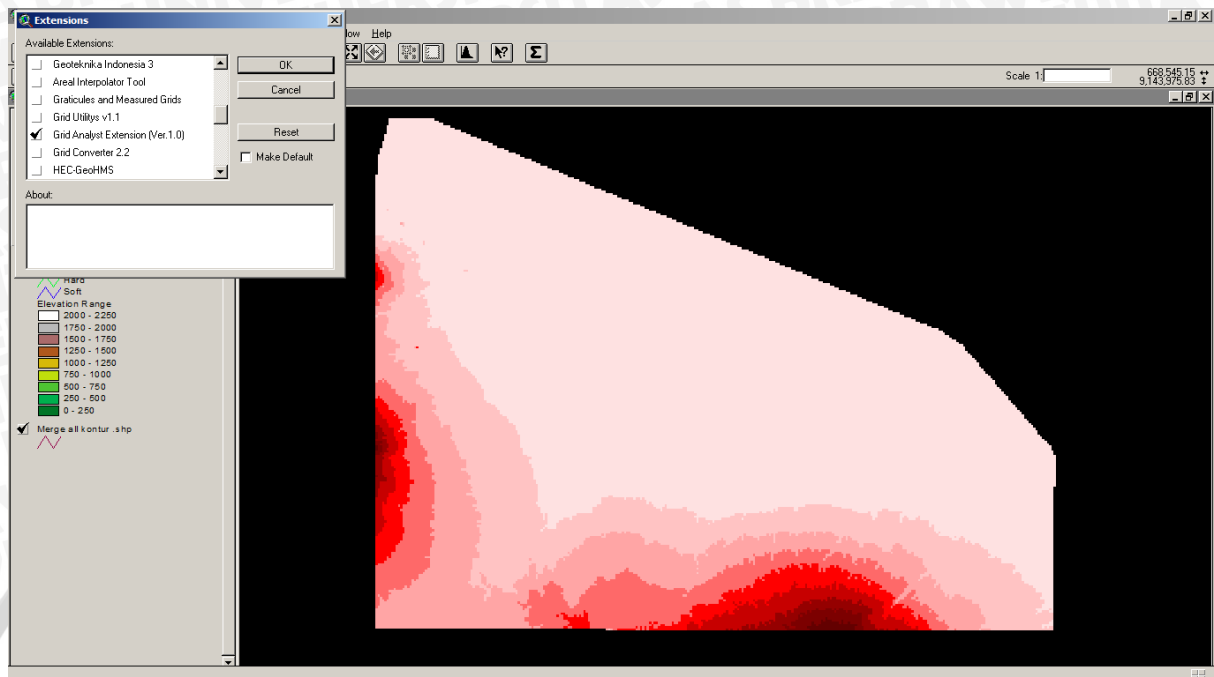 Extensions
Available Extensions:
Geoteknika Indonesia 3
Areal Interpolator Tool
Graticules and Measured Grids
Grid Utilitys v1.1
Grid Analyst Extension (Ver.1.0)
Grid Converter 2.2
HEC-GeoHMS
OK
Cancel
Reset
Make Default
About:
Help
Scale 1:
668,545.15
9,143,975.83
Hard
Soft
Elevation Range
2000 - 2250
1750 - 2000
1500 - 1750
1250 - 1500
1000 - 1250
750 - 1000
500 - 750
250 - 500
0 - 250
Merge all kontur .shp